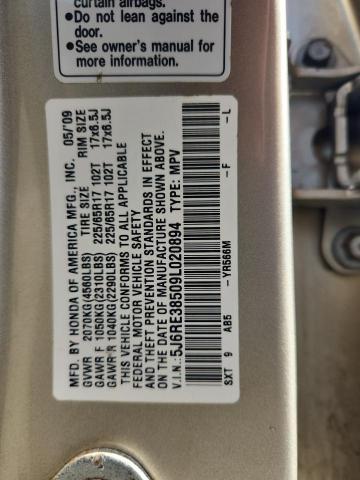 curtain airbags.
•Do not lean against the
door.
•See owner's manual for
more information.
MFD. BY HONDA OF AMERICA MFG., INC. 05/'09
GVWR 2070KG(4560LBS) TIRE SIZE RIM SIZE
GAWR F 1050KG(2310LBS) 225/65R17 102T 17x6.5J
GAWR R 1040KG(2290LBS) 225/65R17 102T 17x6.5J
THIS VEHICLE CONFORMS TO ALL APPLICABLE
FEDERAL MOTOR VEHICLE SAFETY
AND THEFT PREVENTION STANDARDS IN EFFECT
ON THE DATE OF MANUFACTURE SHOWN ABOVE.
V.I.N.: 5J6RE38509L020894 TYPE: MPV
SXT 9 AB5 -YR566M -F -L